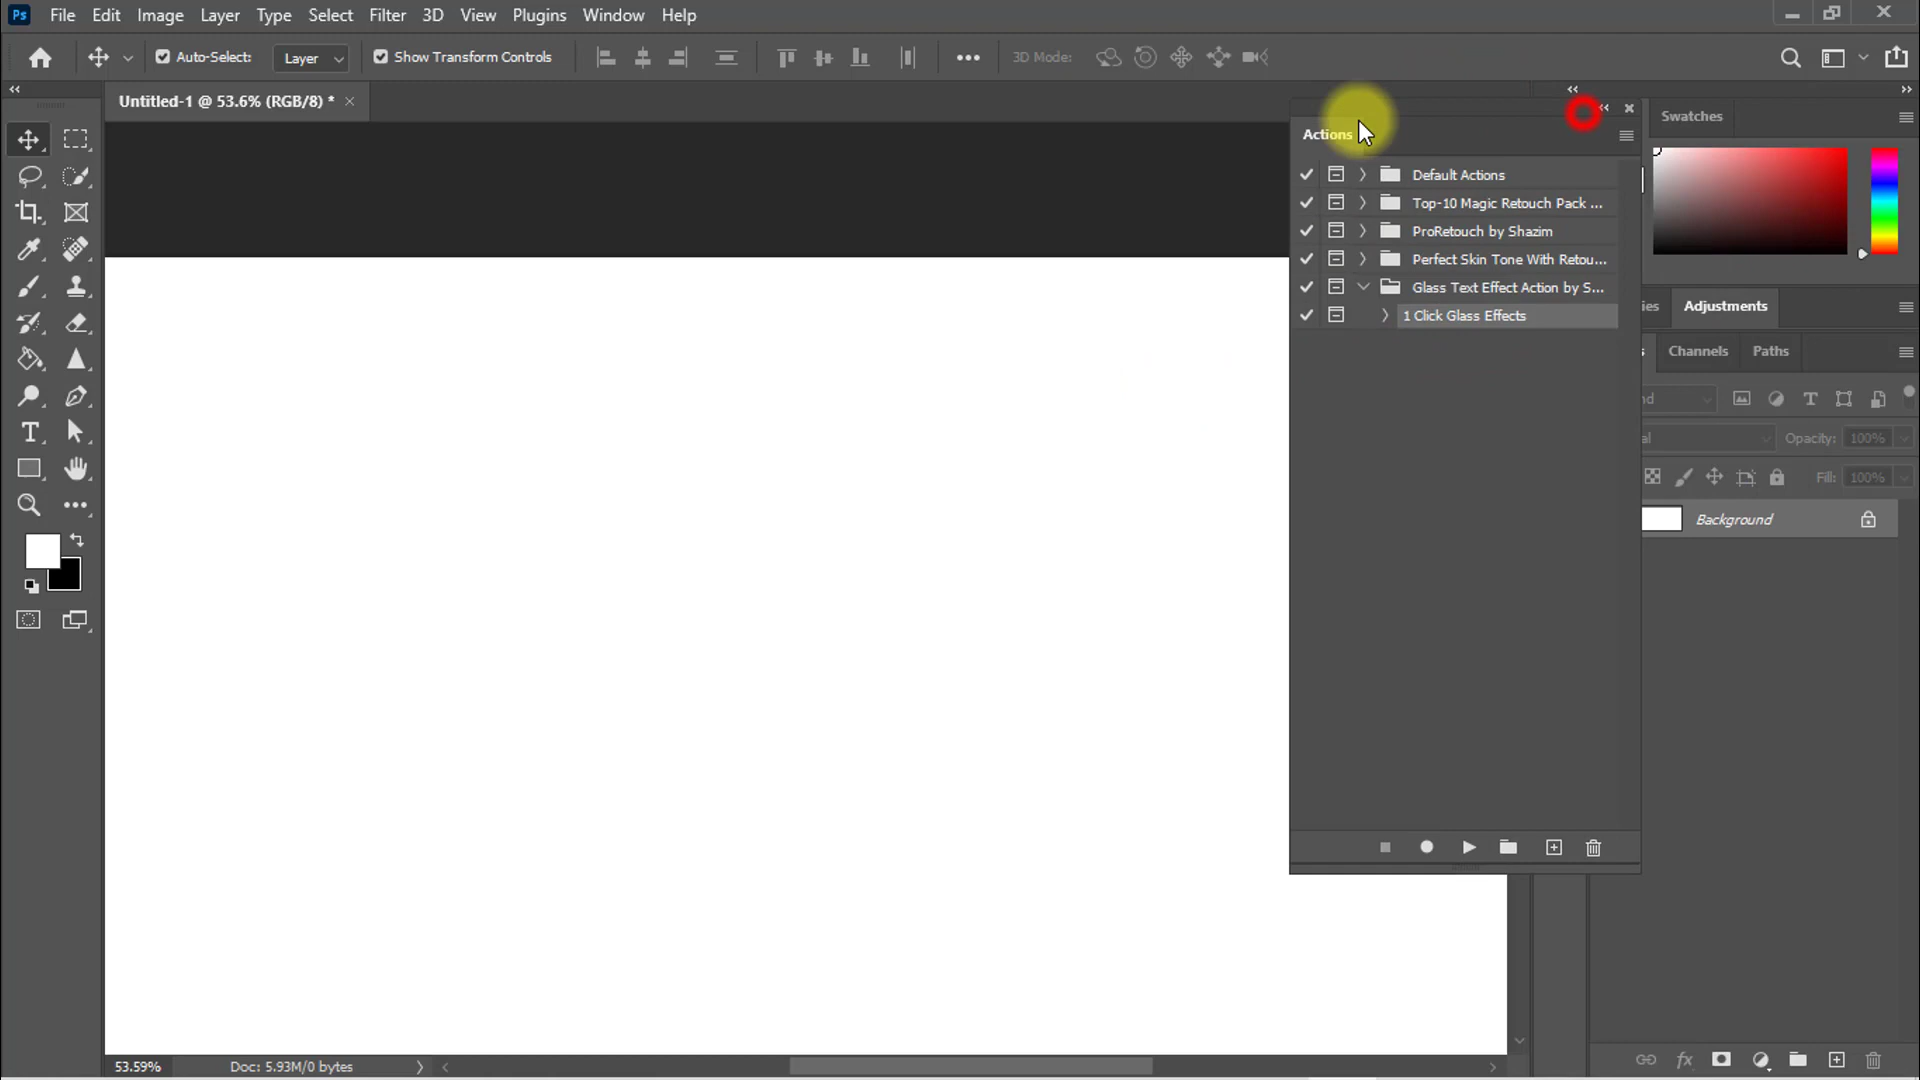 Ps File Edit Image Layer Type Select Filter 3D View Plugins Window Help
Auto-Select: Layer Show Transform Controls 3D Mode:
Untitled-1 @ 53.6% (RGB/8) *
Actions
Swatches
Default Actions
Top-10 Magic Retouch Pack ...
ProRetouch by Shazim
Perfect Skin Tone With Retou...
Glass Text Effect Action by S...
1 Click Glass Effects
Adjustments
Channels Paths
Opacity: 100%
Fill: 100%
Background
53.59% Doc: 5.93M/0 bytes